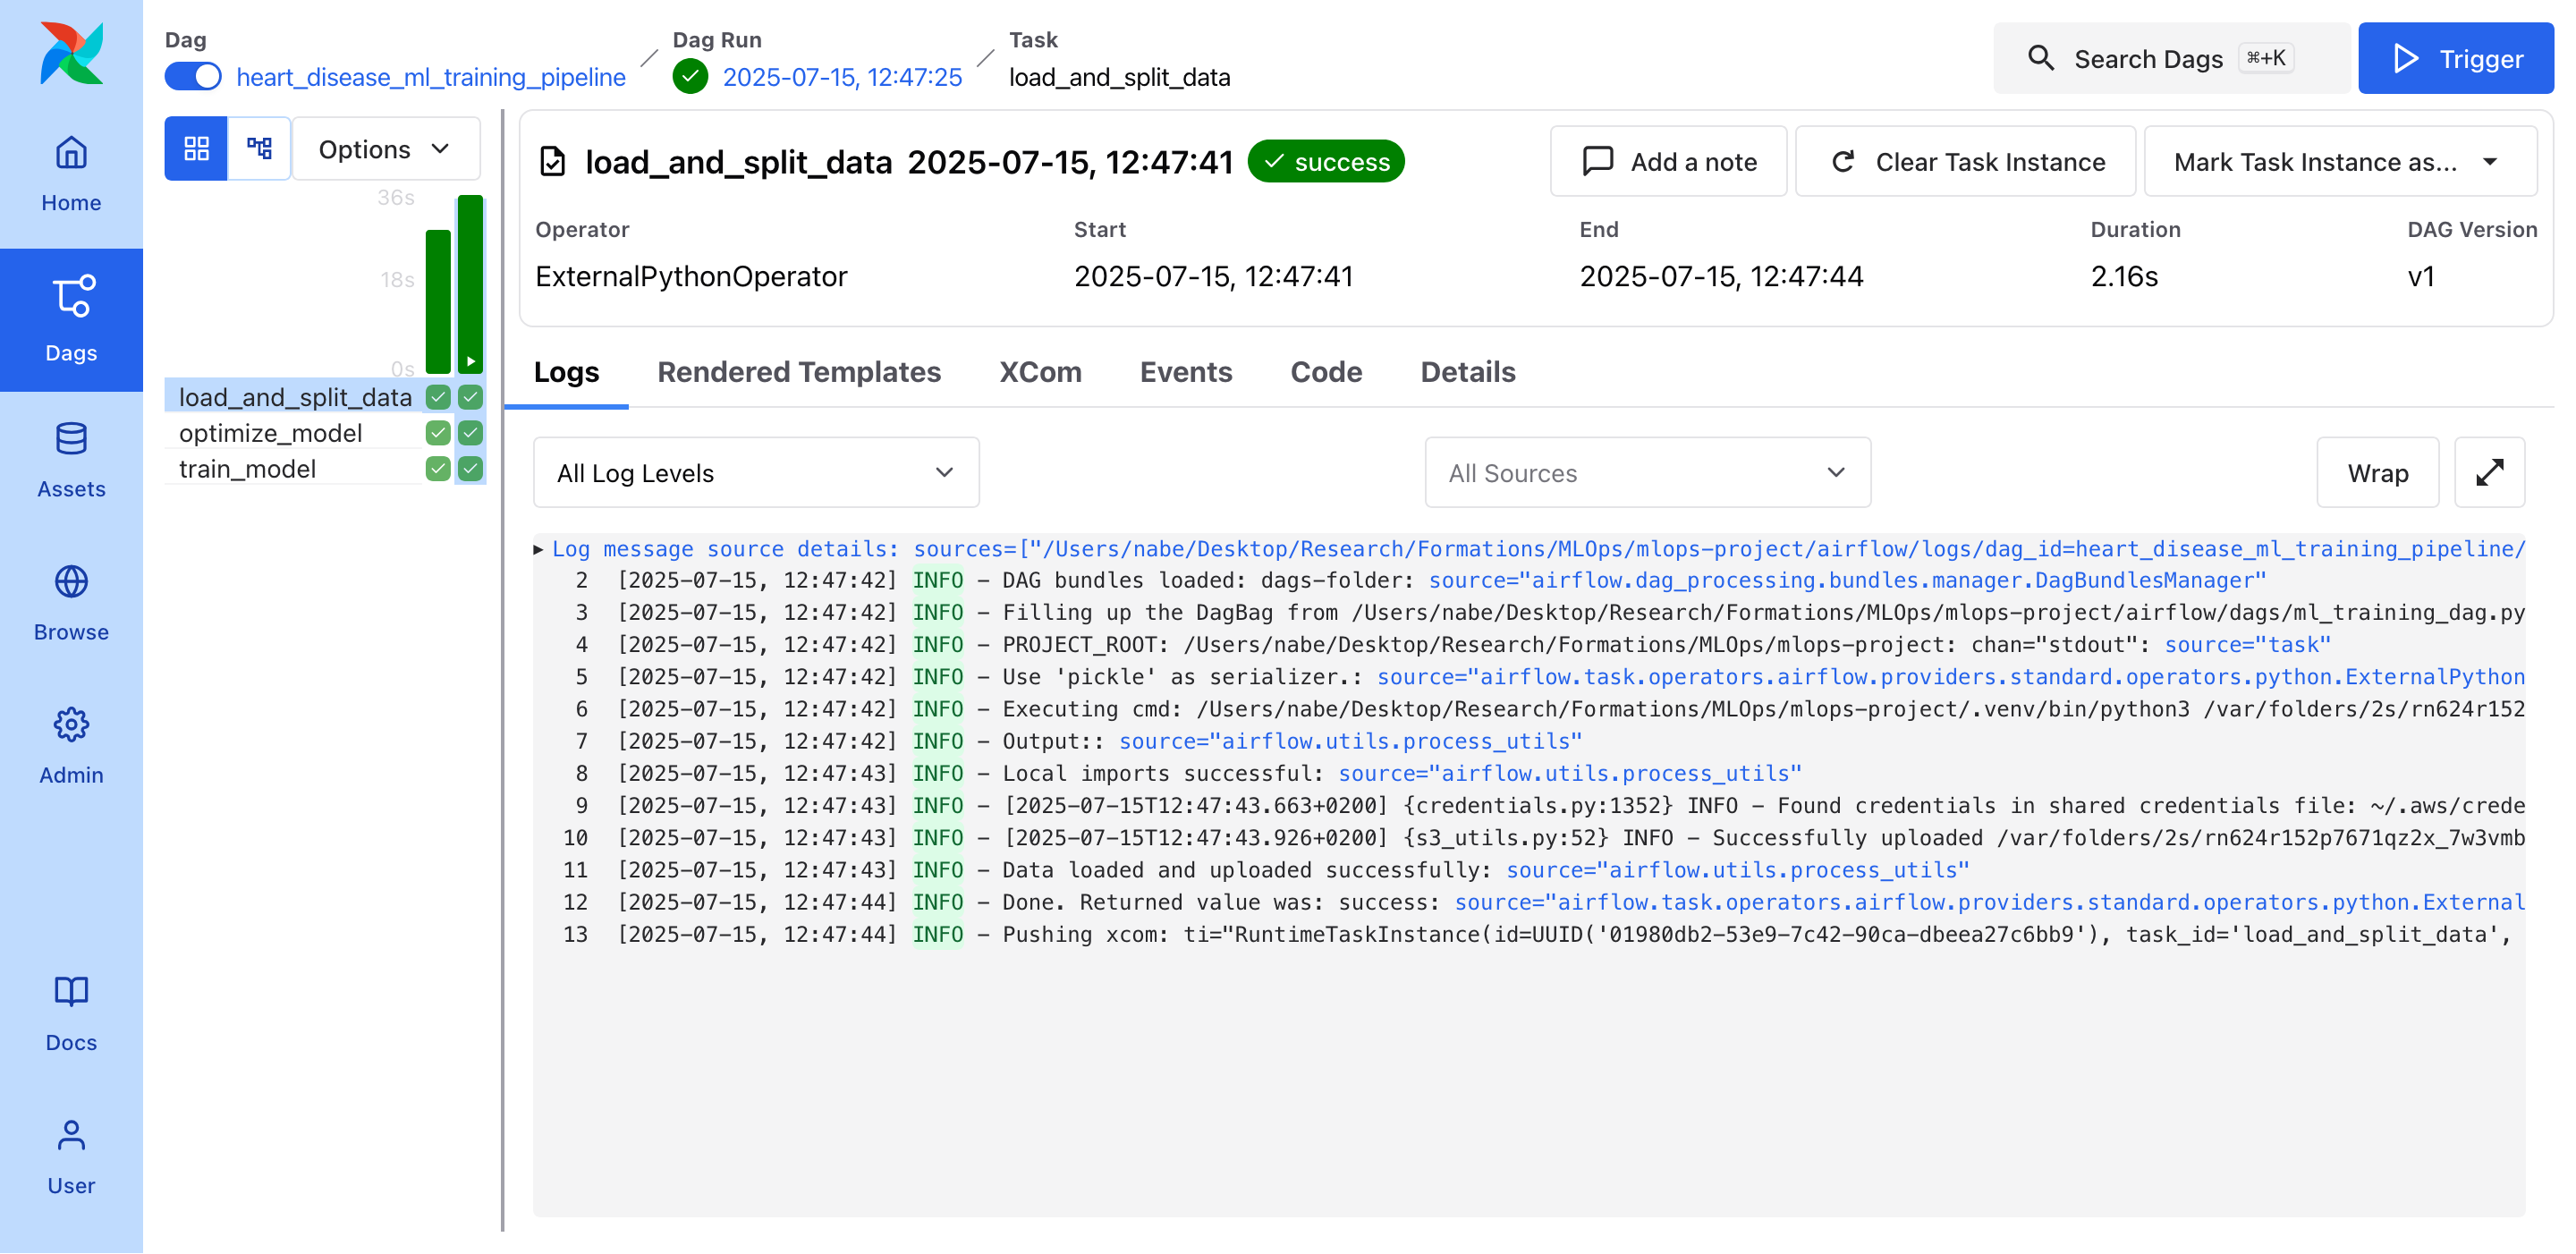 Dag
heart_disease_ml_training_pipeline
Dag Run
2025-07-15, 12:47:25
Task
load_and_split_data
Search Dags ⌘+K
Trigger
Home
Dags
Assets
Browse
Admin
Docs
User
Options
36s
18s
0s
load_and_split_data
optimize_model
train_model
load_and_split_data 2025-07-15, 12:47:41 success
Add a note
Clear Task Instance
Mark Task Instance as...
Operator Start End Duration DAG Version
ExternalPythonOperator 2025-07-15, 12:47:41 2025-07-15, 12:47:44 2.16s v1
Logs Rendered Templates XCom Events Code Details
All Log Levels All Sources Wrap
Log message source details: sources=["/Users/nabe/Desktop/Research/Formations/MLOps/mlops-project/airflow/logs/dag_id=heart_disease_ml_training_pipeline/
2 [2025-07-15, 12:47:42] INFO - DAG bundles loaded: dags-folder: source="airflow.dag_processing.bundles.manager.DagBundlesManager"
3 [2025-07-15, 12:47:42] INFO - Filling up the DagBag from /Users/nabe/Desktop/Research/Formations/MLOps/mlops-project/airflow/dags/ml_training_dag.py
4 [2025-07-15, 12:47:42] INFO - PROJECT_ROOT: /Users/nabe/Desktop/Research/Formations/MLOps/mlops-project: chan="stdout": source="task"
5 [2025-07-15, 12:47:42] INFO - Use 'pickle' as serializer.: source="airflow.task.operators.airflow.providers.standard.operators.python.ExternalPython
6 [2025-07-15, 12:47:42] INFO - Executing cmd: /Users/nabe/Desktop/Research/Formations/MLOps/mlops-project/.venv/bin/python3 /var/folders/2s/rn624r152
7 [2025-07-15, 12:47:42] INFO - Output:: source="airflow.utils.process_utils"
8 [2025-07-15, 12:47:43] INFO - Local imports successful: source="airflow.utils.process_utils"
9 [2025-07-15, 12:47:43] INFO - [2025-07-15T12:47:43.663+0200] {credentials.py:1352} INFO - Found credentials in shared credentials file: ~/.aws/crede
10 [2025-07-15, 12:47:43] INFO - [2025-07-15T12:47:43.926+0200] {s3_utils.py:52} INFO - Successfully uploaded /var/folders/2s/rn624r152p7671qz2x_7w3vmb
11 [2025-07-15, 12:47:43] INFO - Data loaded and uploaded successfully: source="airflow.utils.process_utils"
12 [2025-07-15, 12:47:44] INFO - Done. Returned value was: success: source="airflow.task.operators.airflow.providers.standard.operators.python.External
13 [2025-07-15, 12:47:44] INFO - Pushing xcom: ti="RuntimeTaskInstance(id=UUID('01980db2-53e9-7c42-90ca-dbeea27c6bb9'), task_id='load_and_split_data',